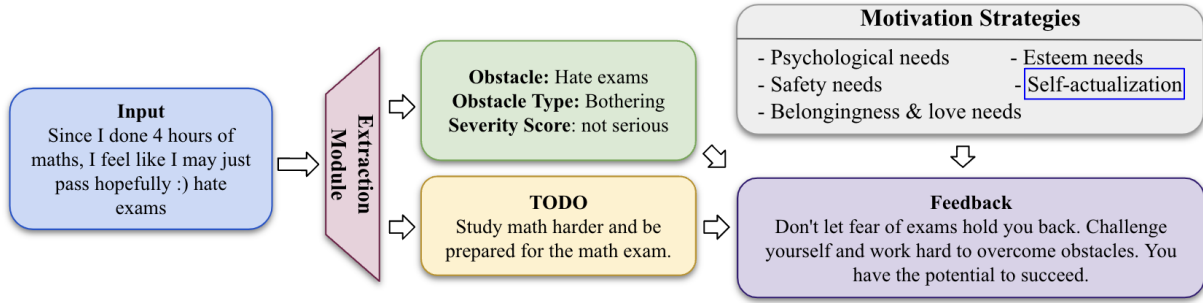 Input
Since I done 4 hours of
maths, I feel like I may just
pass hopefully :) hate
exams
Extraction
Module
Obstacle: Hate exams
Obstacle Type: Bothering
Severity Score: not serious
TODO
Study math harder and be
prepared for the math exam.
Motivation Strategies
- Psychological needs
- Esteem needs
- Safety needs
- Self-actualization
- Belongingness & love needs
Feedback
Don't let fear of exams hold you back. Challenge
yourself and work hard to overcome obstacles. You
have the potential to succeed.